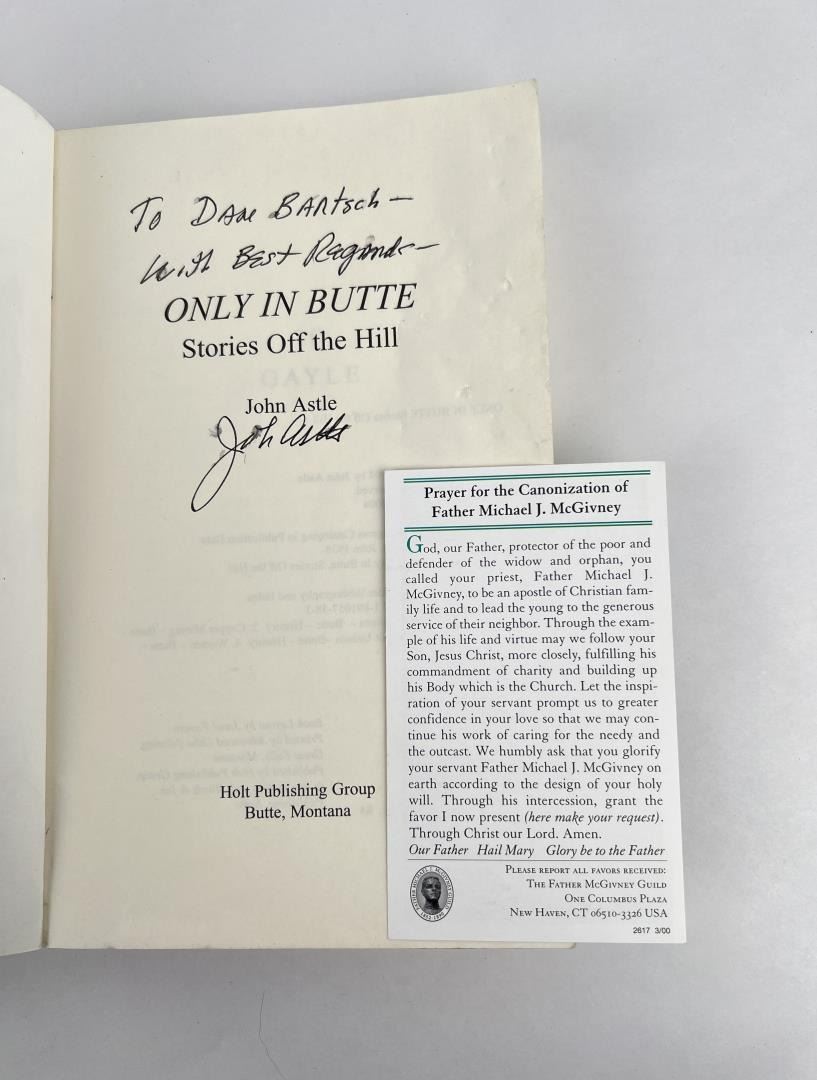 To Dave Bartsch —
With Best Regards —
ONLY IN BUTTE
Stories Off the Hill
GAYLE
John Astle
John Astle
Holt Publishing Group
Butte, Montana
Prayer for the Canonization of
Father Michael J. McGivney
God, our Father, protector of the poor and
defender of the widow and orphan, you
called your priest, Father Michael J.
McGivney, to be an apostle of Christian fam-
ily life and to lead the young to the generous
service of their neighbor. Through the exam-
ple of his life and virtue may we follow your
Son, Jesus Christ, more closely, fulfilling his
commandment of charity and building up
his Body which is the Church. Let the inspi-
ration of your servant prompt us to greater
confidence in your love so that we may con-
tinue his work of caring for the needy and
the outcast. We humbly ask that you glorify
your servant Father Michael J. McGivney on
earth according to the design of your holy
will. Through his intercession, grant the
favor I now present (here make your request).
Through Christ our Lord. Amen.
Our Father Hail Mary Glory be to the Father
PLEASE REPORT ALL FAVORS RECEIVED:
THE FATHER MCGIVNEY GUILD
ONE COLUMBUS PLAZA
NEW HAVEN, CT 06510-3326 USA
2617 3/00